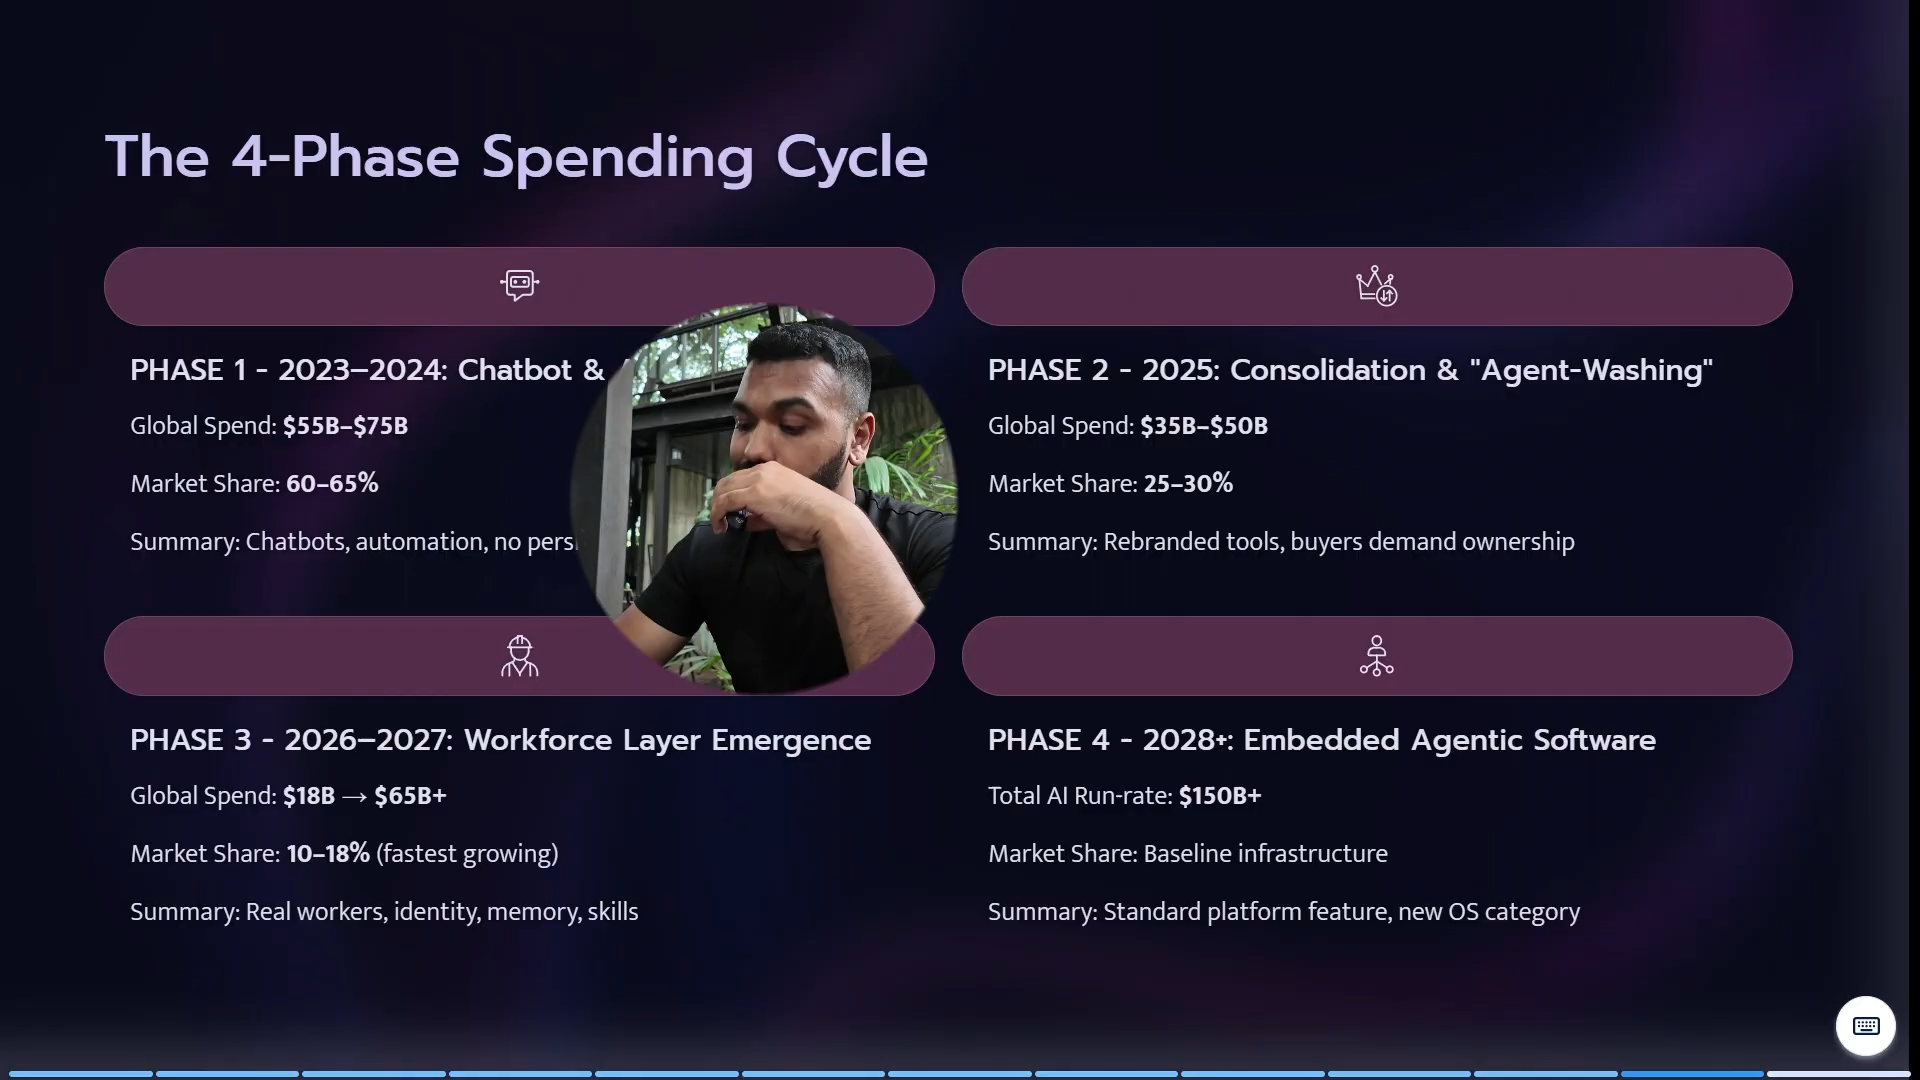 The 4-Phase Spending Cycle
PHASE 1 - 2023–2024: Chatbot &
Global Spend: $55B–$75B
Market Share: 60–65%
Summary: Chatbots, automation, no
PHASE 2 - 2025: Consolidation & "Agent-Washing"
Global Spend: $35B–$50B
Market Share: 25–30%
Summary: Rebranded tools, buyers demand ownership
PHASE 3 - 2026–2027: Workforce Layer Emergence
Global Spend: $18B → $65B+
Market Share: 10–18% (fastest growing)
Summary: Real workers, identity, memory, skills
PHASE 4 - 2028+: Embedded Agentic Software
Total AI Run-rate: $150B+
Market Share: Baseline infrastructure
Summary: Standard platform feature, new OS category